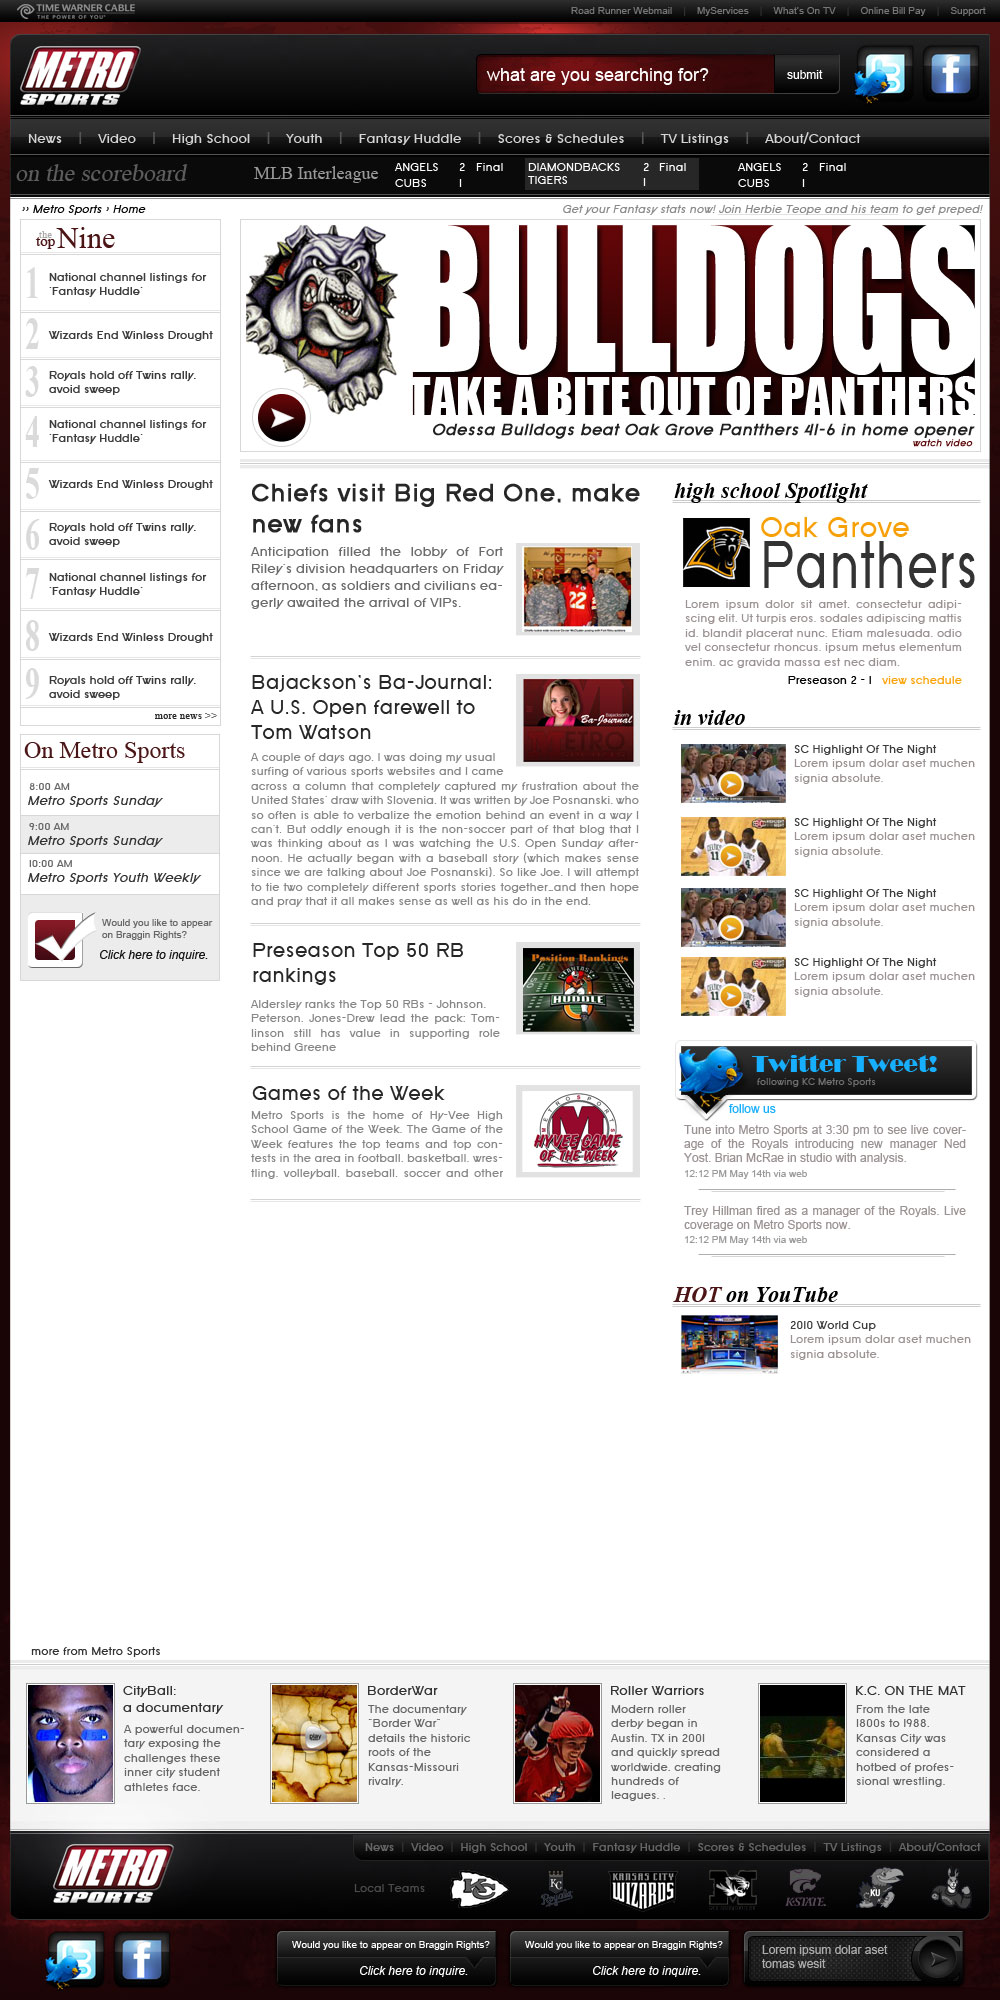 TIME WARNER CABLE
THE POWER OF YOU
Road Runner Webmail | MyServices | What's On TV | Online Bill Pay | Support
METRO
SPORTS
what are you searching for?
submit
News | Video | High School | Youth | Fantasy Huddle | Scores & Schedules | TV Listings | About/Contact
on the scoreboard
MLB Interleague
ANGELS 2 Final
CUBS 1
DIAMONDBACKS 2 Final
TIGERS 1
ANGELS 2 Final
CUBS 1
›› Metro Sports › Home
Get your Fantasy stats now! Join Herbie Teope and his team to get preped!
the
top Nine
1 National channel listings for
'Fantasy Huddle'
2 Wizards End Winless Drought
3 Royals hold off Twins rally,
avoid sweep
4 National channel listings for
'Fantasy Huddle'
5 Wizards End Winless Drought
6 Royals hold off Twins rally,
avoid sweep
7 National channel listings for
'Fantasy Huddle'
8 Wizards End Winless Drought
9 Royals hold off Twins rally,
avoid sweep
more news >>
On Metro Sports
8:00 AM
Metro Sports Sunday
9:00 AM
Metro Sports Sunday
10:00 AM
Metro Sports Youth Weekly
Would you like to appear
on Braggin Rights?
Click here to inquire.
BULLDOGS
TAKE A BITE OUT OF PANTHERS
Odessa Bulldogs beat Oak Grove Pantthers 41-6 in home opener
watch video
Chiefs visit Big Red One, make
new fans
Anticipation filled the lobby of Fort
Riley's division headquarters on Friday
afternoon, as soldiers and civilians ea-
gerly awaited the arrival of VIPs.
22
Bajackson's Ba-Journal:
A U.S. Open farewell to
Tom Watson
Bajackson's
Ba-Journal
A couple of days ago, I was doing my usual
surfing of various sports websites and I came
across a column that completely captured my frustration about the
United States' draw with Slovenia. It was written by Joe Posnanski, who
so often is able to verbalize the emotion behind an event in a way I
can't. But oddly enough it is the non-soccer part of that blog that I
was thinking about as I was watching the U.S. Open Sunday after-
noon. He actually began with a baseball story (which makes sense
since we are talking about Joe Posnanski). So like Joe, I will attempt
to tie two completely different sports stories together...and then hope
and pray that it all makes sense as well as his do in the end.
Preseason Top 50 RB
rankings
Aldersley ranks the Top 50 RBs - Johnson,
Peterson, Jones-Drew lead the pack: Tom-
linson still has value in supporting role
behind Greene
Position Rankings
FANTASY
HUDDLE
Games of the Week
Metro Sports is the home of Hy-Vee High
School Game of the Week. The Game of the
Week features the top teams and top con-
tests in the area in football, basketball, wres-
tling, volleyball, baseball, soccer and other
METRO SPORTS
M
HYVEE GAME
OF THE WEEK
high school Spotlight
Oak Grove
Panthers
Lorem ipsum dolor sit amet, consectetur adipi-
scing elit. Ut turpis eros, sodales adipiscing mattis
id, blandit placerat nunc. Etiam malesuada, odio
vel consectetur rhoncus, ipsum metus elementum
enim, ac gravida massa est nec diam.
Preseason 2 - 1 view schedule
in video
SC Highlight Of The Night
Lorem ipsum dolar aset muchen
signia absolute.
SC Highlight Of The Night
Lorem ipsum dolar aset muchen
signia absolute.
SC Highlight Of The Night
Lorem ipsum dolar aset muchen
signia absolute.
SC Highlight Of The Night
Lorem ipsum dolar aset muchen
signia absolute.
Twitter Tweet!
following KC Metro Sports
follow us
Tune into Metro Sports at 3:30 pm to see live cover-
age of the Royals introducing new manager Ned
Yost. Brian McRae in studio with analysis.
12:12 PM May 14th via web
Trey Hillman fired as a manager of the Royals. Live
coverage on Metro Sports now.
12:12 PM May 14th via web
HOT on YouTube
2010 World Cup
Lorem ipsum dolar aset muchen
signia absolute.
more from Metro Sports
CityBall:
a documentary
A powerful documen-
tary exposing the
challenges these
inner city student
athletes face.
BorderWar
The documentary
"Border War"
details the historic
roots of the
Kansas-Missouri
rivalry.
Roller Warriors
Modern roller
derby began in
Austin, TX in 2001
and quickly spread
worldwide, creating
hundreds of
leagues. .
K.C. ON THE MAT
From the late
1800s to 1988,
Kansas City was
considered a
hotbed of profes-
sional wrestling.
METRO
SPORTS
News | Video | High School | Youth | Fantasy Huddle | Scores & Schedules | TV Listings | About/Contact
Local Teams
KC
KC
Royals
KANSAS CITY
WIZARDS
M
K-STATE
KU
Would you like to appear on Braggin Rights?
Click here to inquire.
Would you like to appear on Braggin Rights?
Click here to inquire.
Lorem ipsum dolar aset
tomas wesit